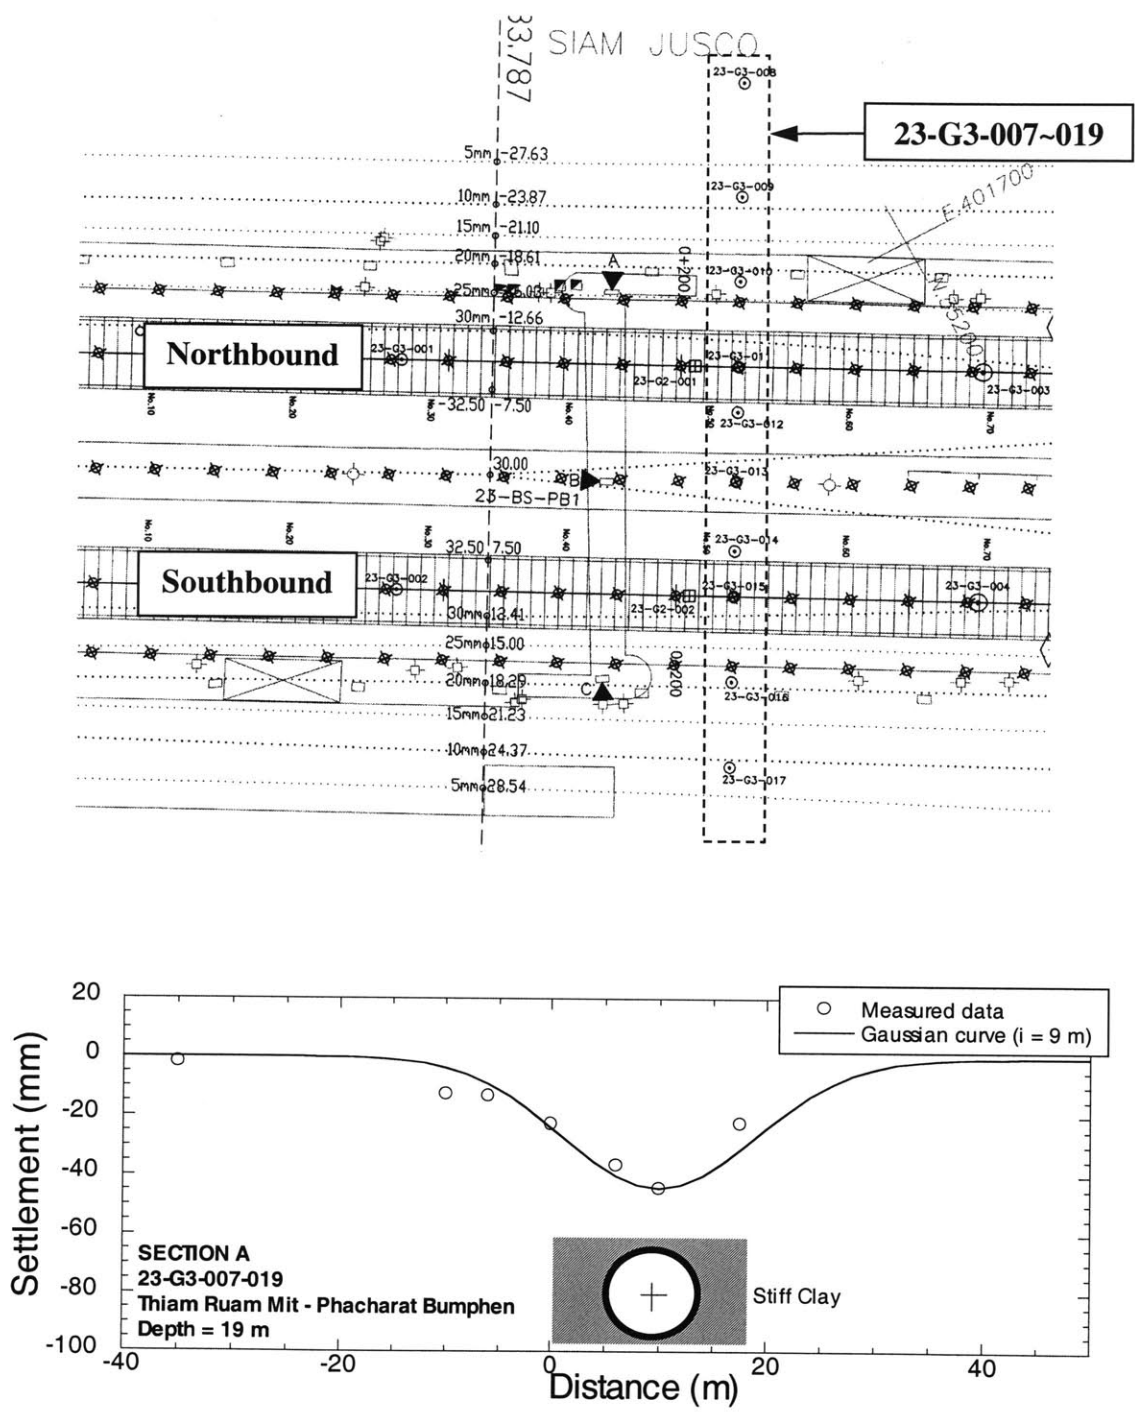 33.787
SIAM JUSCO
23-G3-008
23-G3-007~019
5mm -27.63
10mm -23.87
23-G3-009
E.401700
15mm -21.10
20mm -18.61
A
0+200
23-G3-010
25mm
30mm -12.66
Northbound
23-G3-001
23-G3-01
23-G2-001
23-G3-003
No.10
No.20
No.30
-32.50 -7.50
No.40
23-G3-012
No.60
No.70
30.00
B
23-G3-013
23-BS-PB1
No.10
No.20
No.30
No.40
No.50
23-G3-014
No.60
No.70
32.50 7.50
Southbound
23-G3-002
23-G3-015
23-G3-004
23-G2-002
30mm 12.41
25mm 15.00
20mm 18.29
C
0+200
23-G3-016
15mm 21.23
10mm 24.37
23-G3-017
5mm 28.54
20
0
-20
-40
-60
-80
-100
Settlement (mm)
Measured data
Gaussian curve (i = 9 m)
SECTION A
23-G3-007-019
Thiam Ruam Mit - Phacharat Bumphen
Depth = 19 m
Stiff Clay
-40
-20
0
20
40
Distance (m)